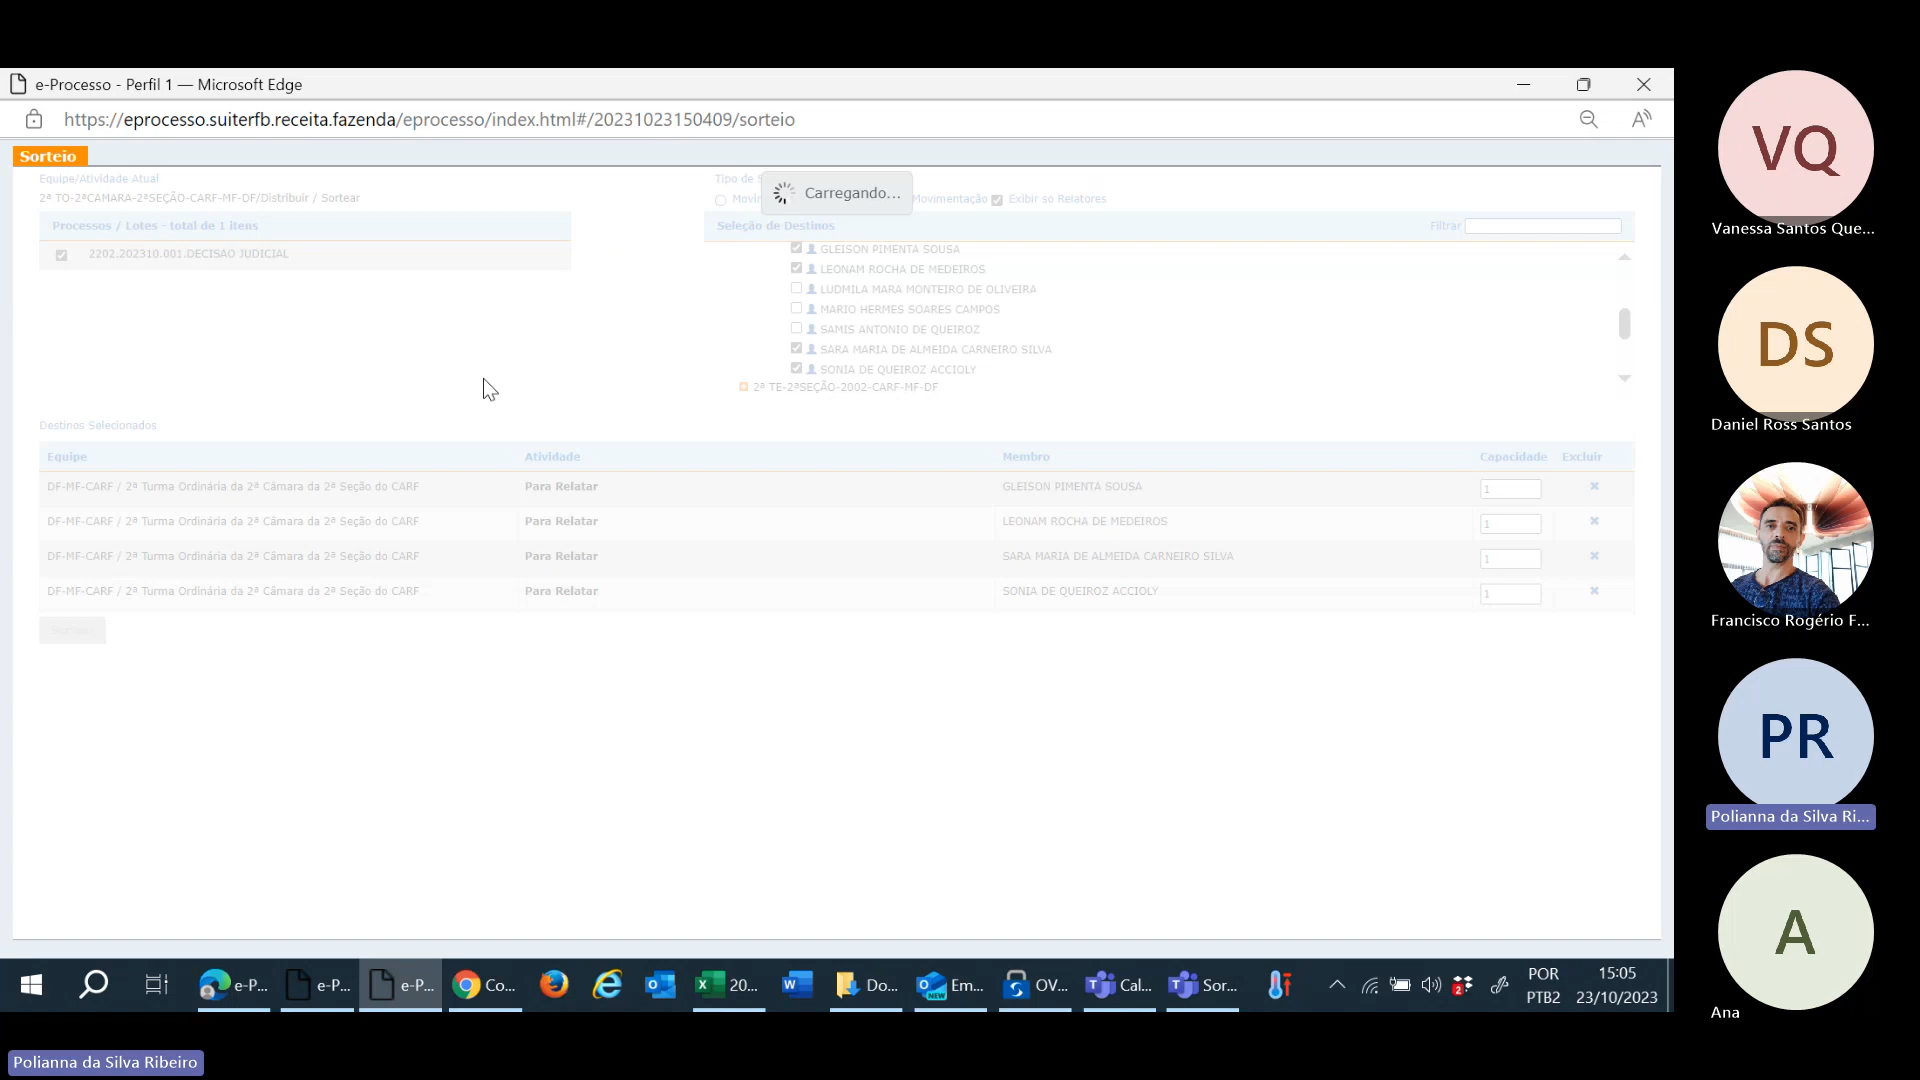 e-Processo - Perfil 1 — Microsoft Edge
https://eprocesso.suiterfb.receita.fazenda/eprocesso/index.html#/20231023150409/sorteio
Sorteio
Equipe/Atividade Atual
2ª TO-2ªCAMARA-2ªSEÇÃO-CARF-MF-DF/Distribuir / Sortear
Processos / Lotes - total de 1 itens
2202.202310.001.DECISAO JUDICIAL
Tipo de
Carregando...
Movimentação Exibir so Relatores
Seleção de Destinos Filtrar
GLEISON PIMENTA SOUSA
LEONAM ROCHA DE MEDEIROS
LUDMILA MARA MONTEIRO DE OLIVEIRA
MARIO HERMES SOARES CAMPOS
SAMIS ANTONIO DE QUEIROZ
SARA MARIA DE ALMEIDA CARNEIRO SILVA
SONIA DE QUEIROZ ACCIOLY
2ª TE-2ªSEÇÃO-2002-CARF-MF-DF
Destinos Selecionados
Equipe Atividade Membro Capacidade Excluir
DF-MF-CARF / 2ª Turma Ordinária da 2ª Câmara da 2ª Seção do CARF Para Relatar GLEISON PIMENTA SOUSA 1
DF-MF-CARF / 2ª Turma Ordinária da 2ª Câmara da 2ª Seção do CARF Para Relatar LEONAM ROCHA DE MEDEIROS 1
DF-MF-CARF / 2ª Turma Ordinária da 2ª Câmara da 2ª Seção do CARF Para Relatar SARA MARIA DE ALMEIDA CARNEIRO SILVA 1
DF-MF-CARF / 2ª Turma Ordinária da 2ª Câmara da 2ª Seção do CARF Para Relatar SONIA DE QUEIROZ ACCIOLY 1
e-P... e-P... e-P... Co... 20... Do... Em... OV... Cal... Sor...
POR
PTB2
15:05
23/10/2023
VQ
Vanessa Santos Que...
DS
Daniel Ross Santos
Francisco Rogério F...
PR
Polianna da Silva Ri...
A
Ana
Polianna da Silva Ribeiro